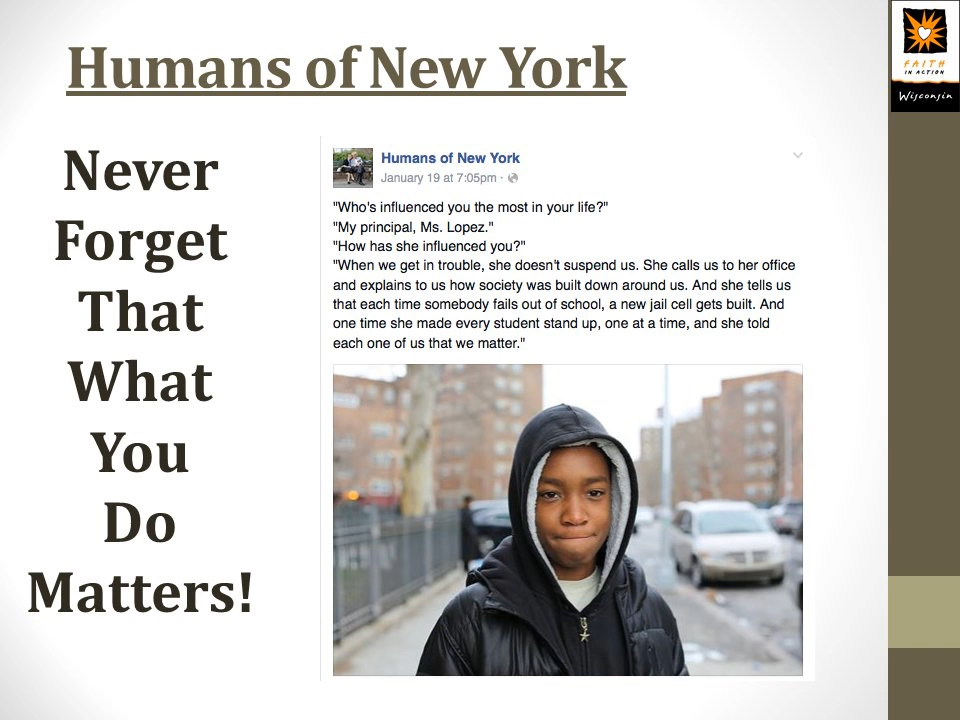 Humans of New York
FAITH
IN ACTION
Wisconsin
Never
Forget
That
What
You
Do
Matters!
Humans of New York
January 19 at 7:05pm ·
"Who's influenced you the most in your life?"
"My principal, Ms. Lopez."
"How has she influenced you?"
"When we get in trouble, she doesn't suspend us. She calls us to her office
and explains to us how society was built down around us. And she tells us
that each time somebody fails out of school, a new jail cell gets built. And
one time she made every student stand up, one at a time, and she told
each one of us that we matter."